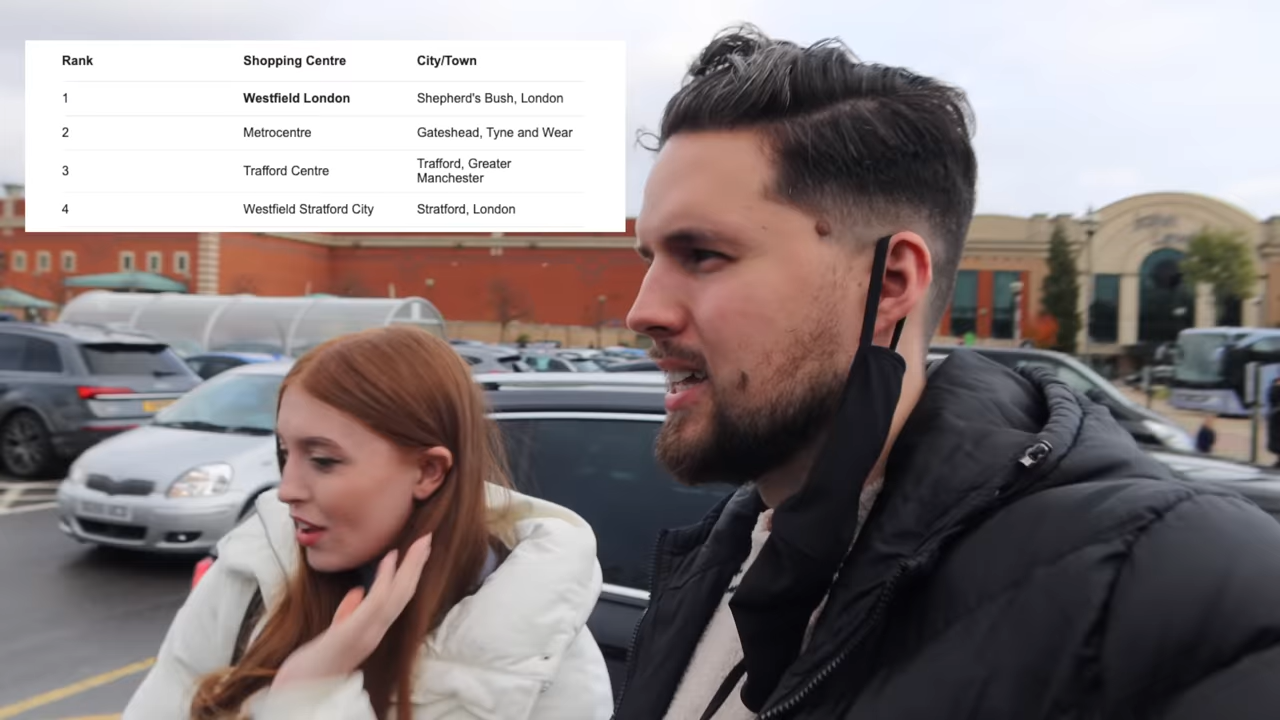 Rank Shopping Centre City/Town
1 Westfield London Shepherd's Bush, London
2 Metrocentre Gateshead, Tyne and Wear
3 Trafford Centre Trafford, Greater
Manchester
4 Westfield Stratford City Stratford, London